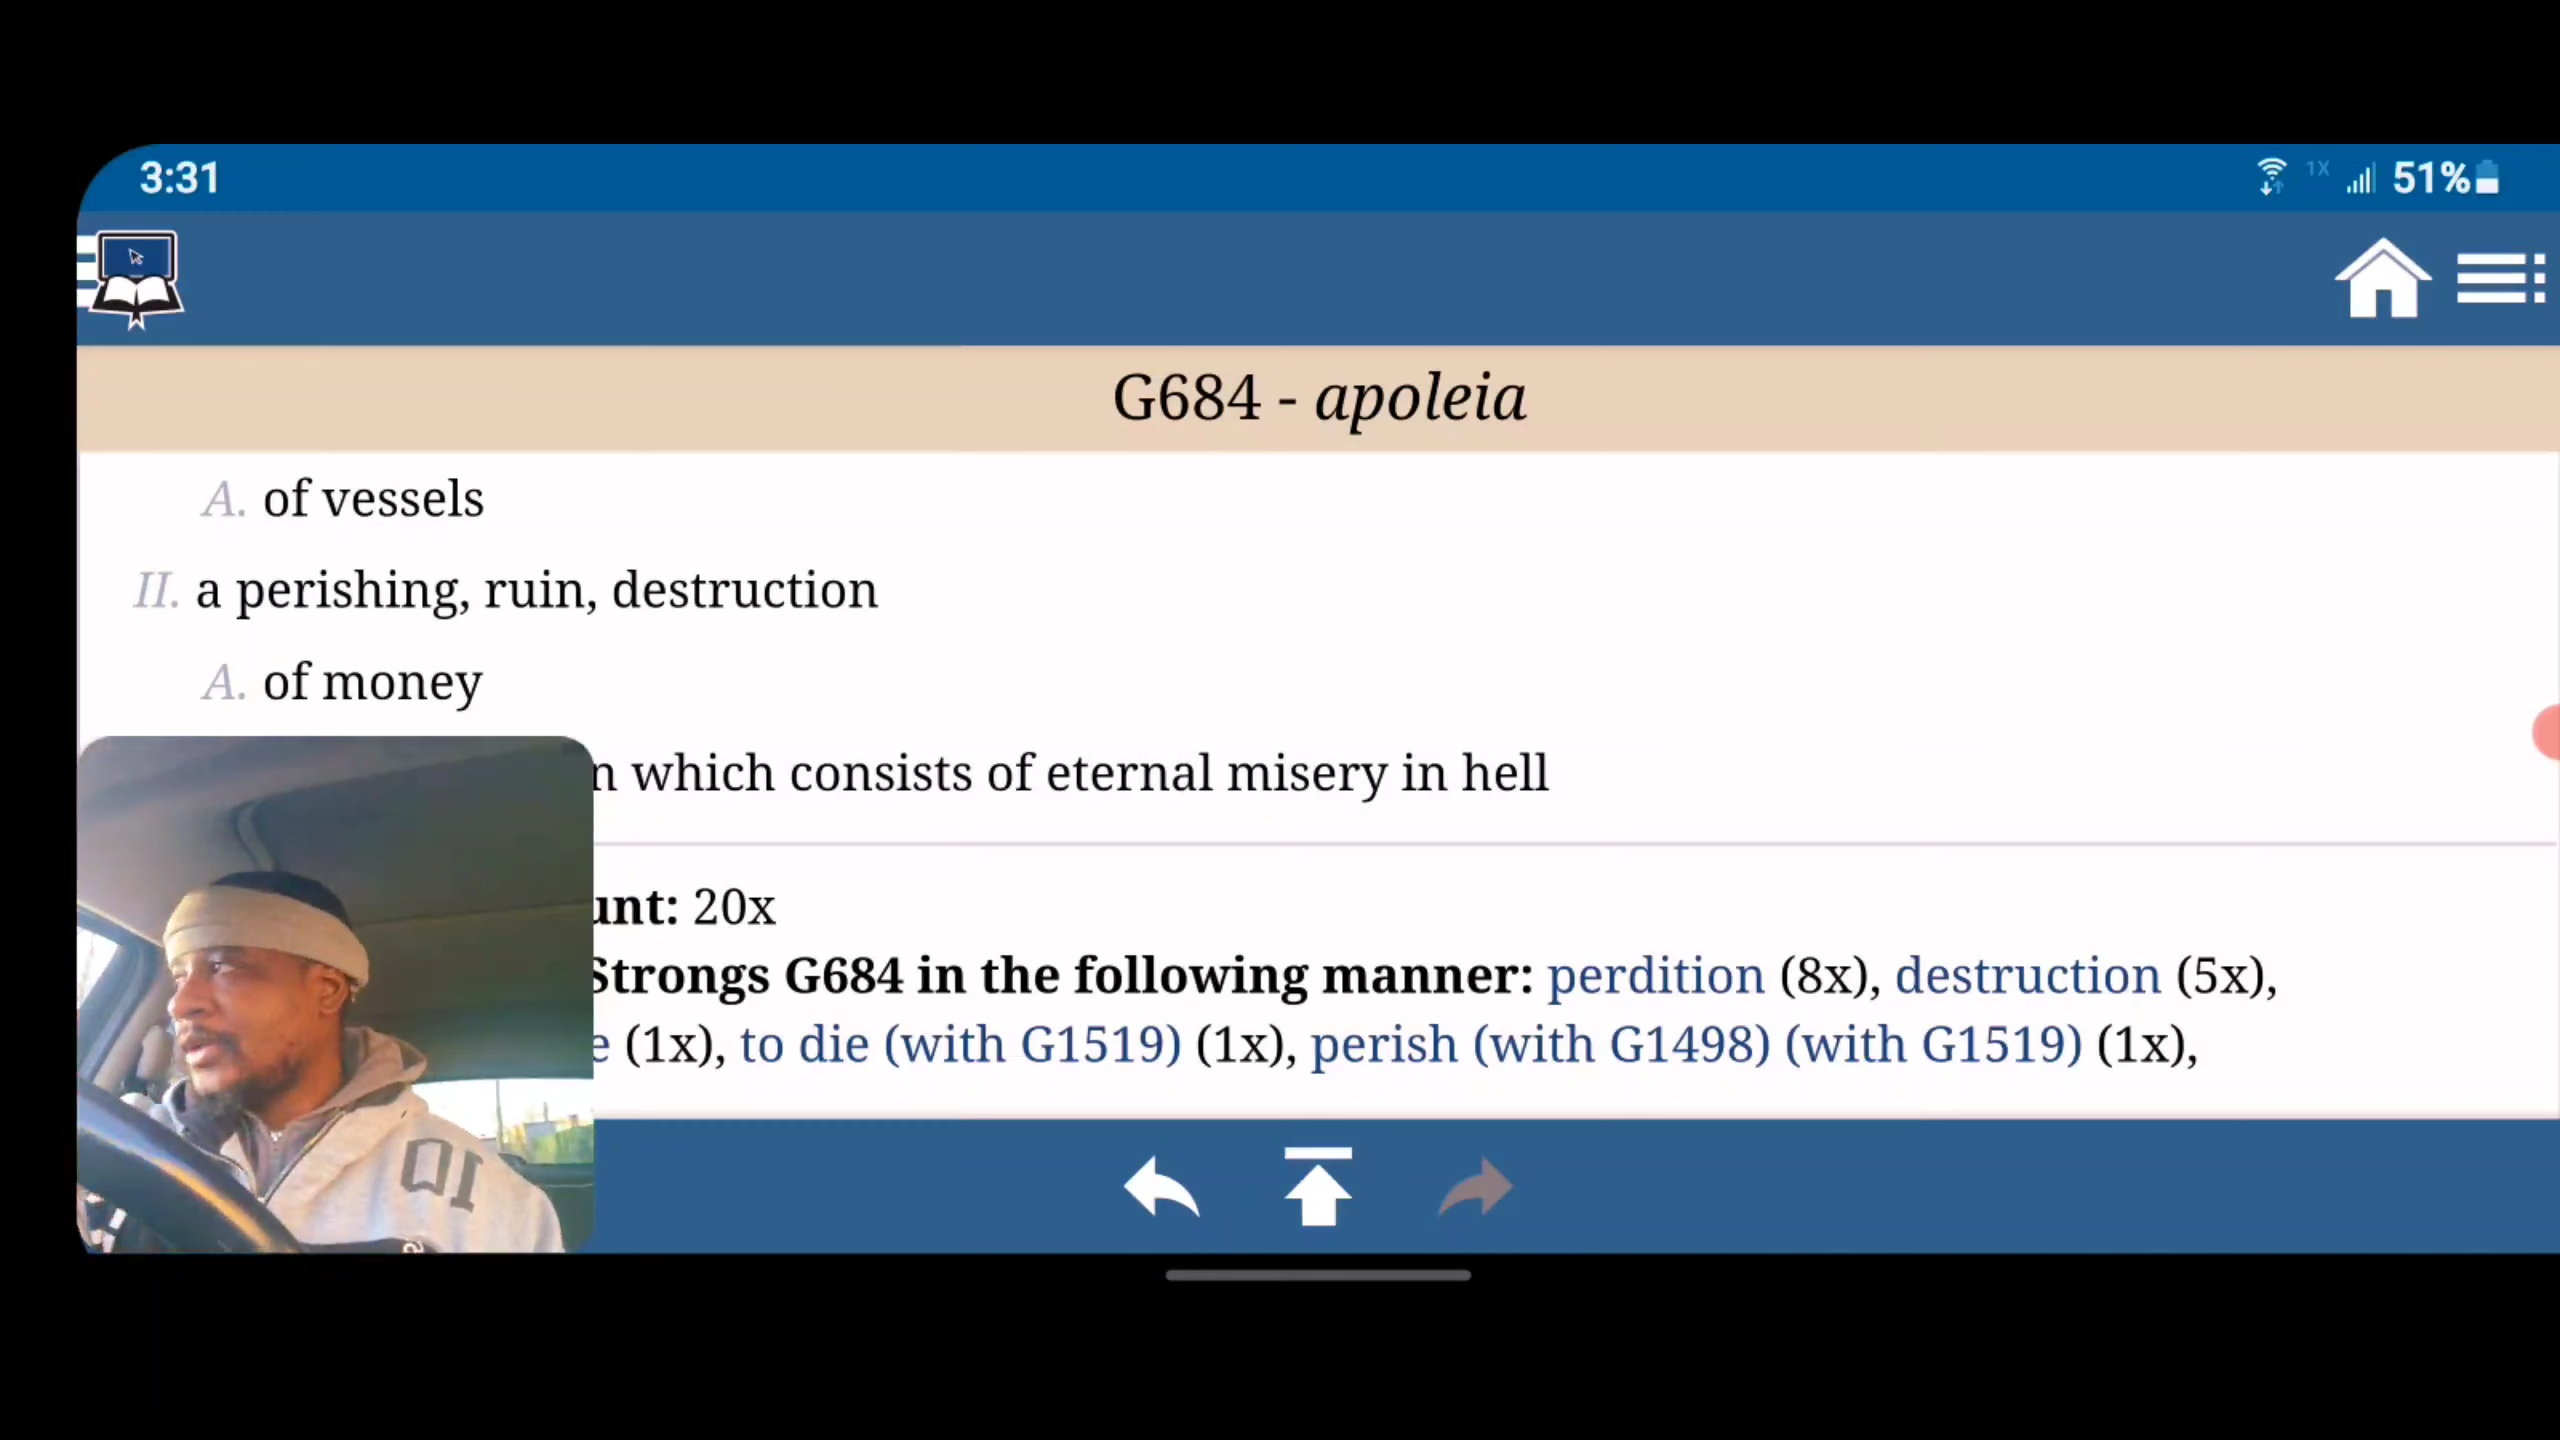 3:31
1X 51%
G684 - apoleia
A. of vessels
II. a perishing, ruin, destruction
A. of money
n which consists of eternal misery in hell
unt: 20x
Strongs G684 in the following manner: perdition (8x), destruction (5x),
e (1x), to die (with G1519) (1x), perish (with G1498) (with G1519) (1x),